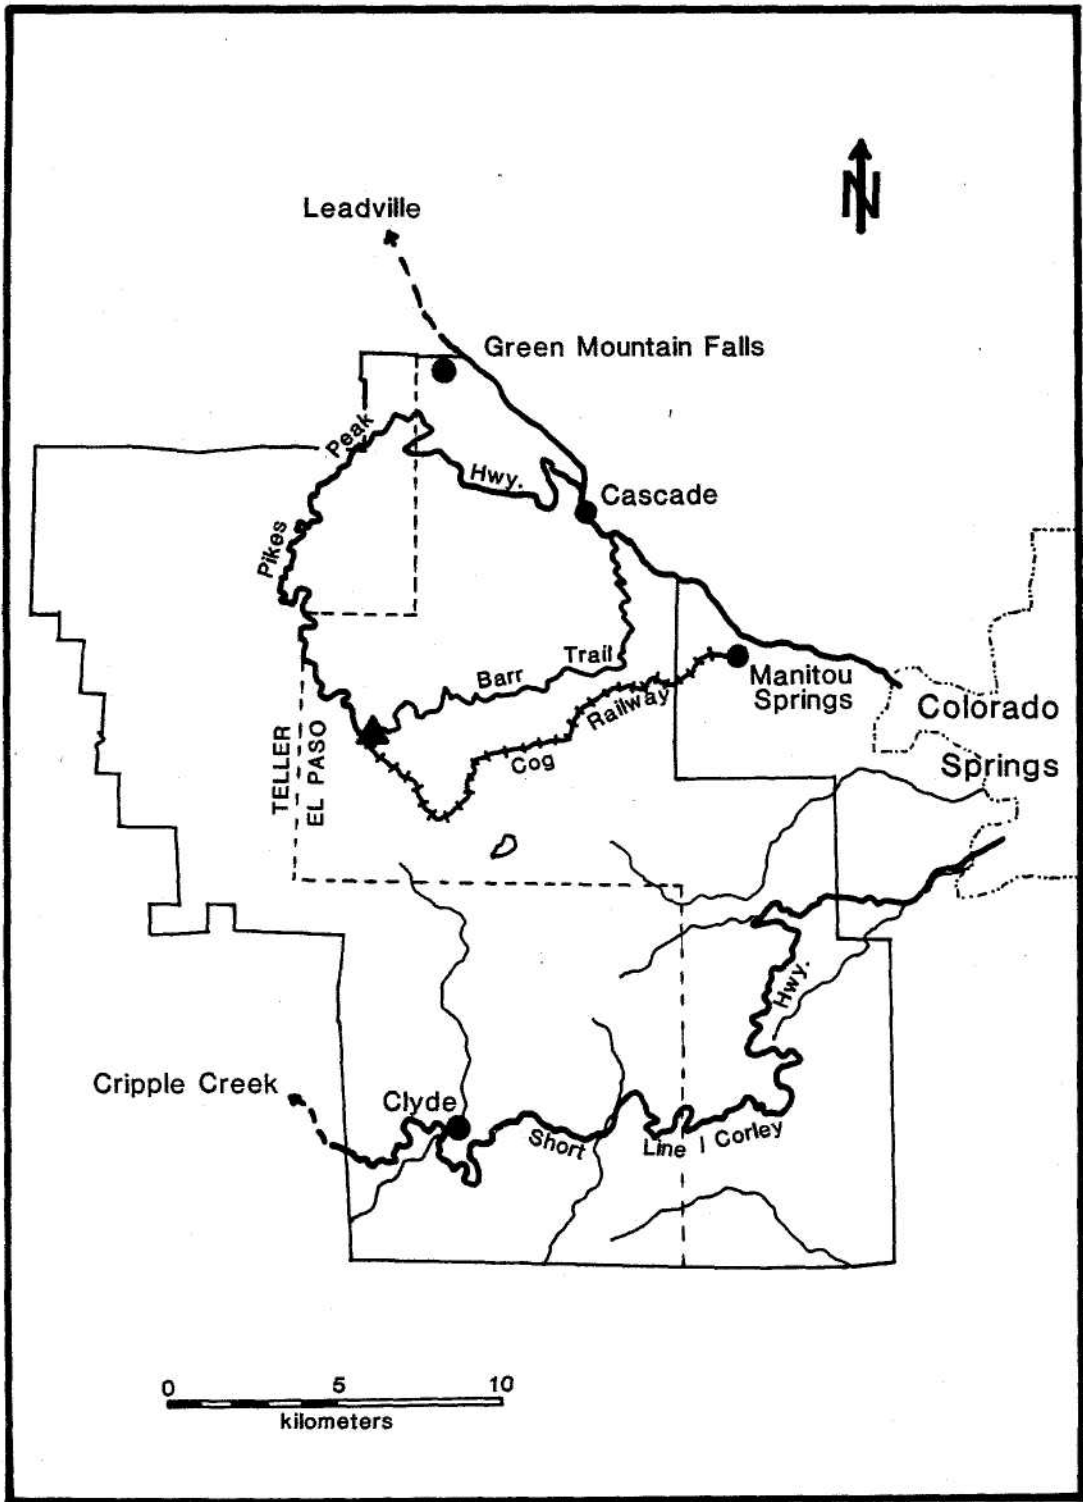 N
Leadville
Green Mountain Falls
Pikes Peak Hwy.
Cascade
Barr Trail
Manitou
Springs
Cog Railway
Colorado
Springs
TELLER
EL PASO
Hwy.
Cripple Creek
Clyde
Short Line / Corley
0 5 10
kilometers